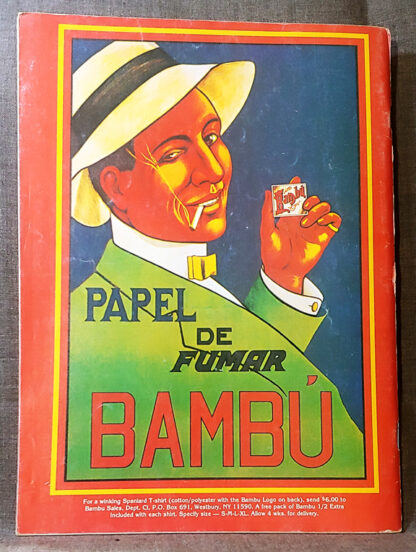 Bambú
PAPEL
DE
FUMAR
BAMBÚ
For a winking Spaniard T-shirt (cotton/polyester with the Bambu Logo on back), send $6.00 to
Bambu Sales, Dept. CI, P.O. Box 691, Westbury, NY 11590. A free pack of Bambu 1/2 Extra
included with each shirt. Specify size — S-M-L-XL. Allow 4 wks. for delivery.